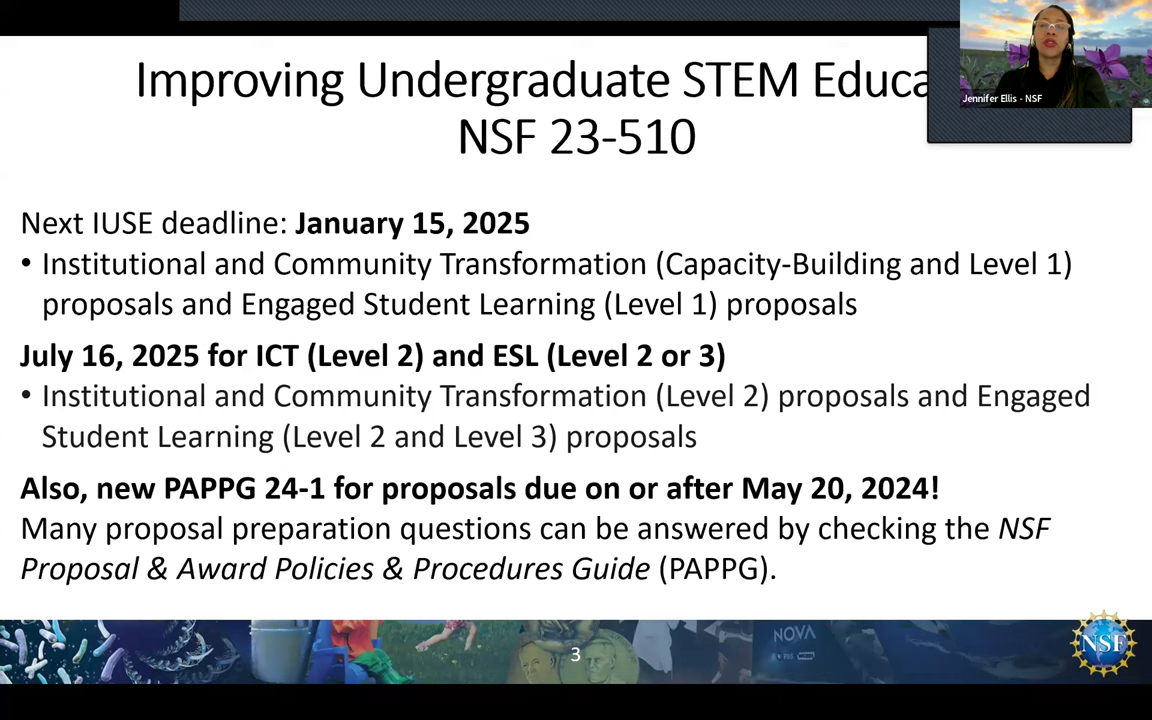 Improving Undergraduate STEM Educa
NSF 23-510
Jennifer Ellis - NSF
Next IUSE deadline: January 15, 2025
• Institutional and Community Transformation (Capacity-Building and Level 1)
proposals and Engaged Student Learning (Level 1) proposals
July 16, 2025 for ICT (Level 2) and ESL (Level 2 or 3)
• Institutional and Community Transformation (Level 2) proposals and Engaged
Student Learning (Level 2 and Level 3) proposals
Also, new PAPPG 24-1 for proposals due on or after May 20, 2024!
Many proposal preparation questions can be answered by checking the NSF
Proposal & Award Policies & Procedures Guide (PAPPG).
NOVA
PBS
3
NSF